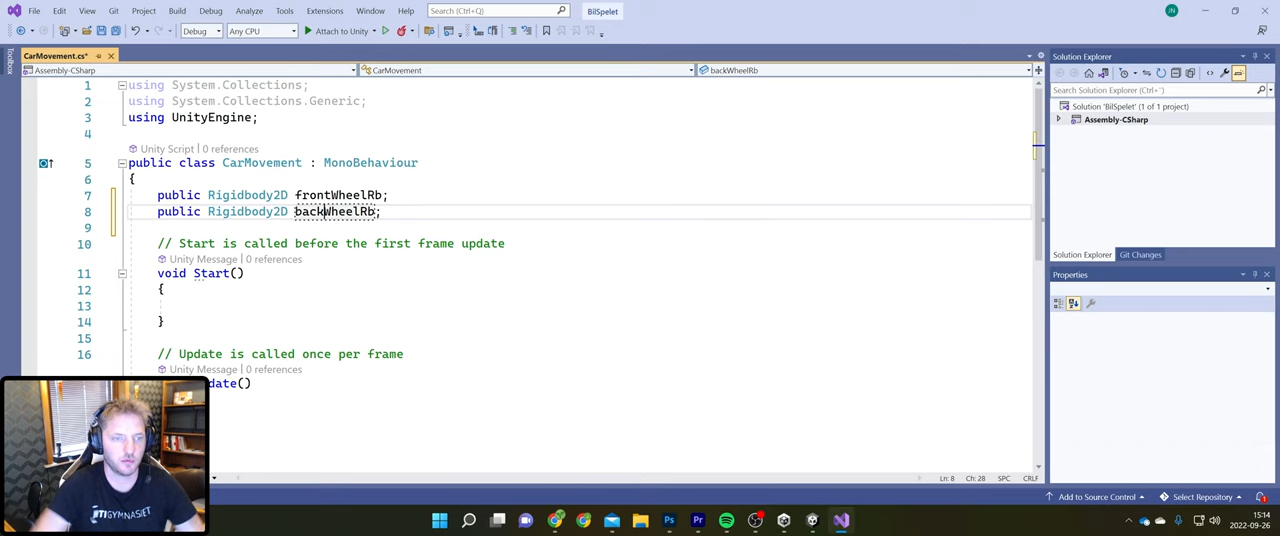 File Edit View Git Project Build Debug Analyze Tools Extensions Window Help Search (Ctrl+Q) BilSpelet JN
Debug Any CPU Attach to Unity
CarMovement.cs*
Solution Explorer
Toolbox
Assembly-CSharp CarMovement backWheelRb
Search Solution Explorer (Ctrl+¨)
Solution 'BilSpelet' (1 of 1 project)
Assembly-CSharp
1 using System.Collections;
2 using System.Collections.Generic;
3 using UnityEngine;
4
Unity Script | 0 references
5 public class CarMovement : MonoBehaviour
6 {
7 public Rigidbody2D frontWheelRb;
8 public Rigidbody2D backWheelRb;
9
10 // Start is called before the first frame update
Unity Message | 0 references
11 void Start()
12 {
13
14 }
15
16 // Update is called once per frame
Unity Message | 0 references
date()
Solution Explorer Git Changes
Properties
ITIGYMNASIET
Ln: 8 Ch: 28 SPC CRLF
Add to Source Control Select Repository 1
Ps Pr
15:14
2022-09-26